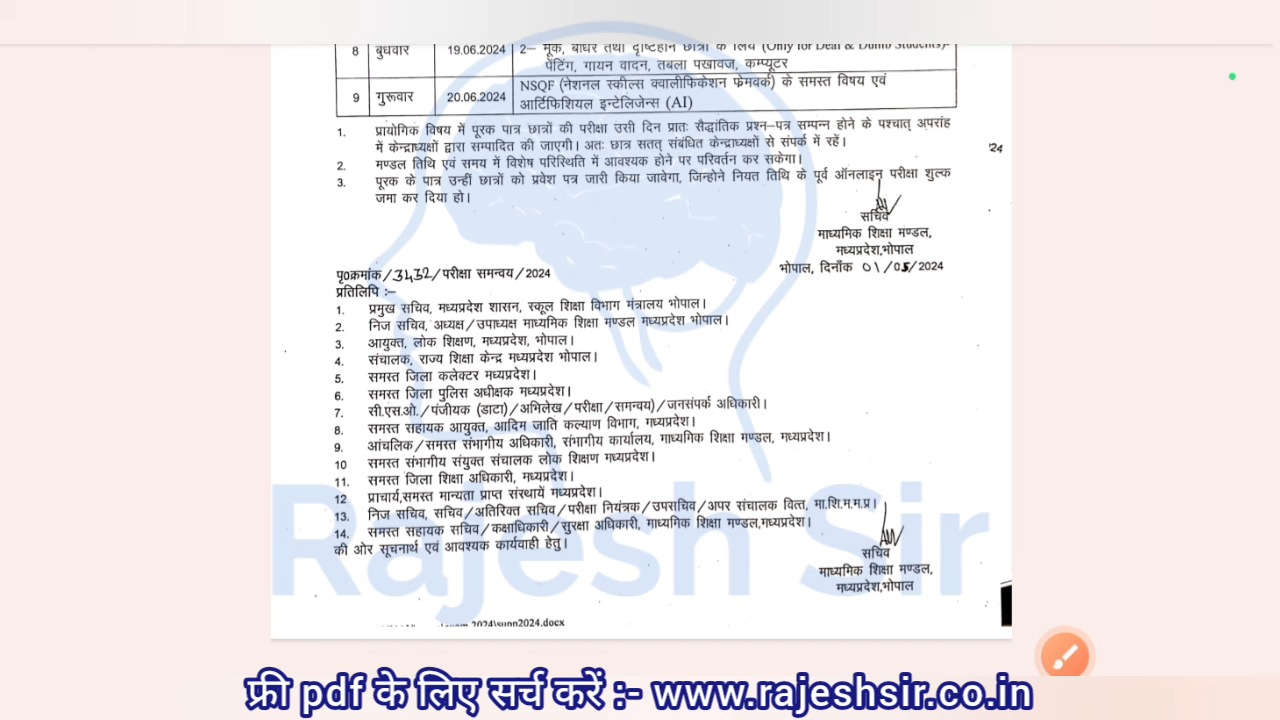 8 बुधवार 19.06.2024 2– मूक, बधिर तथा दृष्टिहीन छात्रों के लिये (Only for Deaf & Dumb Students)-
पेंटिंग, गायन वादन, तबला पखावज, कम्प्यूटर
9 गुरूवार 20.06.2024 NSQF (नेशनल स्कील्स क्वालीफिकेशन फ्रेमवर्क) के समस्त विषय एवं
आर्टिफिशियल इन्टेलिजेन्स (AI)
1. प्रायोगिक विषय में पूरक पात्र छात्रों की परीक्षा उसी दिन प्रातः सैद्धांतिक प्रश्न–पत्र सम्पन्न होने के पश्चात् अपरांह
में केन्द्राध्यक्षों द्वारा सम्पादित की जाएगी। अतः छात्र सतत् संबंधित केन्द्राध्यक्षों से संपर्क में रहें।
'24
2. मण्डल तिथि एवं समय में विशेष परिस्थिति में आवश्यक होने पर परिवर्तन कर सकेगा।
3. पूरक के पात्र उन्हीं छात्रों को प्रवेश पत्र जारी किया जावेगा, जिन्होने नियत तिथि के पूर्व ऑनलाइन परीक्षा शुल्क
जमा कर दिया हो।
सचिव
माध्यमिक शिक्षा मण्डल,
मध्यप्रदेश,भोपाल
पृ0क्रमांक/3432/परीक्षा समन्वय/2024 भोपाल, दिनाँक 01/05/2024
प्रतिलिपि :–
1. प्रमुख सचिव, मध्यप्रदेश शासन, स्कूल शिक्षा विभाग मंत्रालय भोपाल।
2. निज सचिव, अध्यक्ष/उपाध्यक्ष माध्यमिक शिक्षा मण्डल मध्यप्रदेश भोपाल।
3. आयुक्त, लोक शिक्षण, मध्यप्रदेश, भोपाल।
4. संचालक, राज्य शिक्षा केन्द्र मध्यप्रदेश भोपाल।
5. समस्त जिला कलेक्टर मध्यप्रदेश।
6. समस्त जिला पुलिस अधीक्षक मध्यप्रदेश।
7. सी.एस.ओ./पंजीयक (डाटा)/अभिलेख/परीक्षा/समन्वय)/जनसंपर्क अधिकारी।
8. समस्त सहायक आयुक्त, आदिम जाति कल्याण विभाग, मध्यप्रदेश।
9. आंचलिक/समस्त संभागीय अधिकारी, संभागीय कार्यालय, माध्यमिक शिक्षा मण्डल, मध्यप्रदेश।
10 समस्त संभागीय संयुक्त संचालक लोक शिक्षण मध्यप्रदेश।
11. समस्त जिला शिक्षा अधिकारी, मध्यप्रदेश।
12 प्राचार्य,समस्त मान्यता प्राप्त संस्थायें मध्यप्रदेश।
13. निज सचिव, सचिव/अतिरिक्त सचिव/परीक्षा नियंत्रक/उपसचिव/अपर संचालक वित्त, मा.शि.म.म.प्र।
14. समस्त सहायक सचिव/कक्षाधिकारी/सुरक्षा अधिकारी, माध्यमिक शिक्षा मण्डल,मध्यप्रदेश।
की ओर सूचनार्थ एवं आवश्यक कार्यवाही हेतु।
सचिव
माध्यमिक शिक्षा मण्डल,
मध्यप्रदेश,भोपाल
Rajesh Sir
2024\supp2024.docx
फ्री pdf के लिए सर्च करें :- www.rajeshsir.co.in